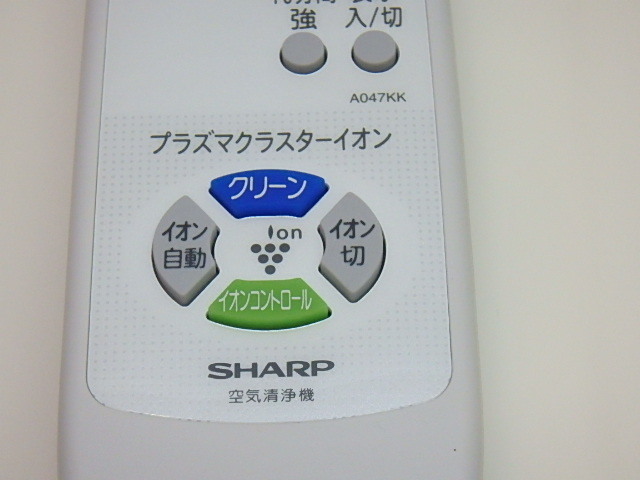 強 入/切
A047KK
プラズマクラスターイオン
クリーン
イオン
自動
Ion
イオン
切
イオンコントロール
SHARP
空気清浄機